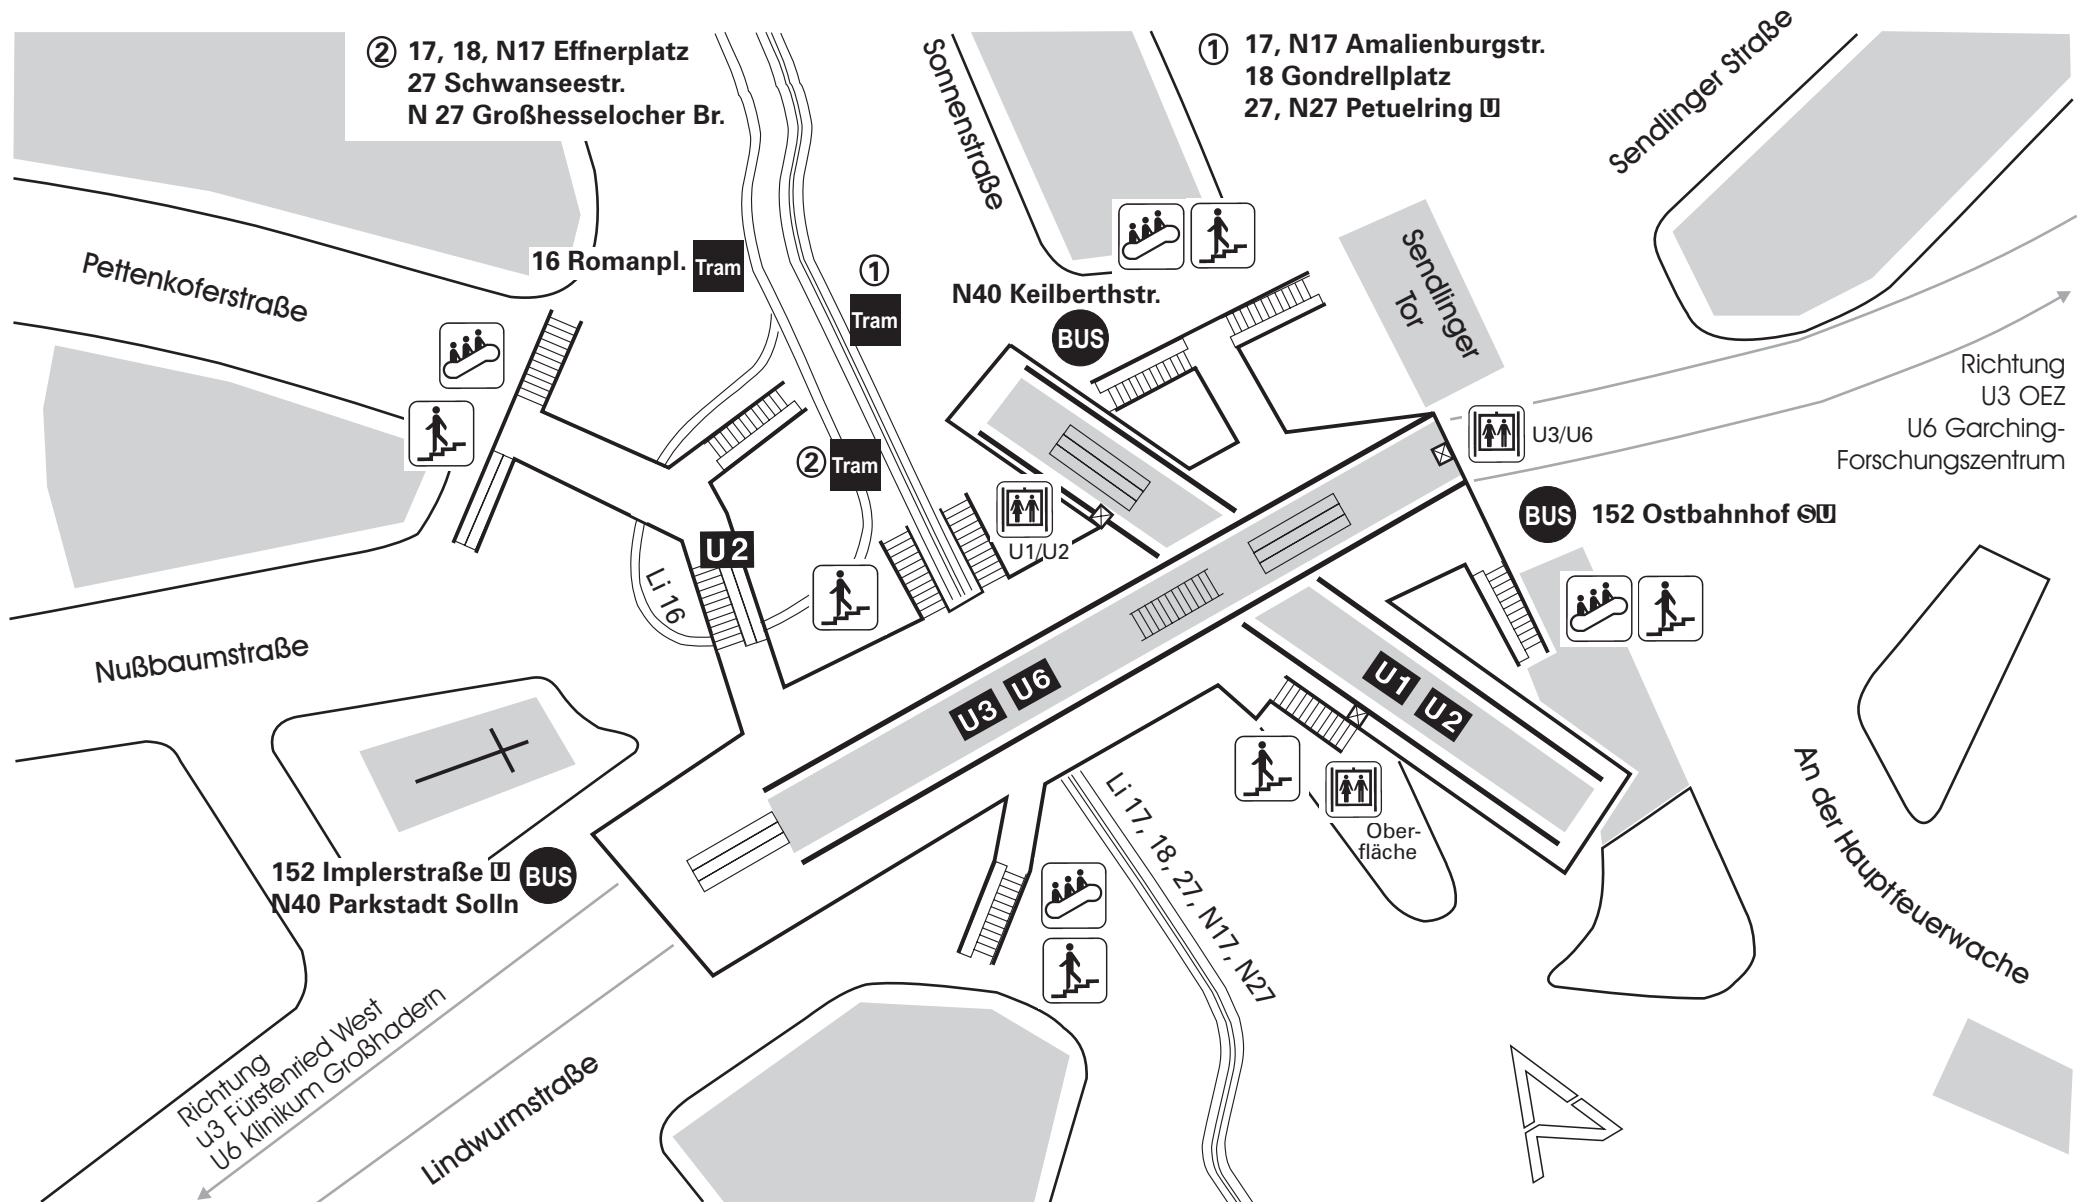 ② 17, 18, N17 Effnerplatz
27 Schwanseestr.
N 27 Großhesselocher Br.
Sonnenstraße
① 17, N17 Amalienburgstr.
18 Gondrellplatz
27, N27 Petuelring U
Sendlinger Straße
Pettenkoferstraße
16 Romanpl. Tram
①
Tram
N40 Keilberthstr.
BUS
Sendlinger
Tor
Richtung
U3 OEZ
U6 Garching-
Forschungszentrum
U3/U6
② Tram
U1/U2
BUS 152 Ostbahnhof S U
U2
Li 16
Nußbaumstraße
U3 U6
U1 U2
Ober-
fläche
Li 17, 18, 27, N17, N27
An der Hauptfeuerwache
152 Implerstraße U BUS
N40 Parkstadt Solln
Richtung
u3 Fürstenried West
U6 Klinikum Großhadern
Lindwurmstraße